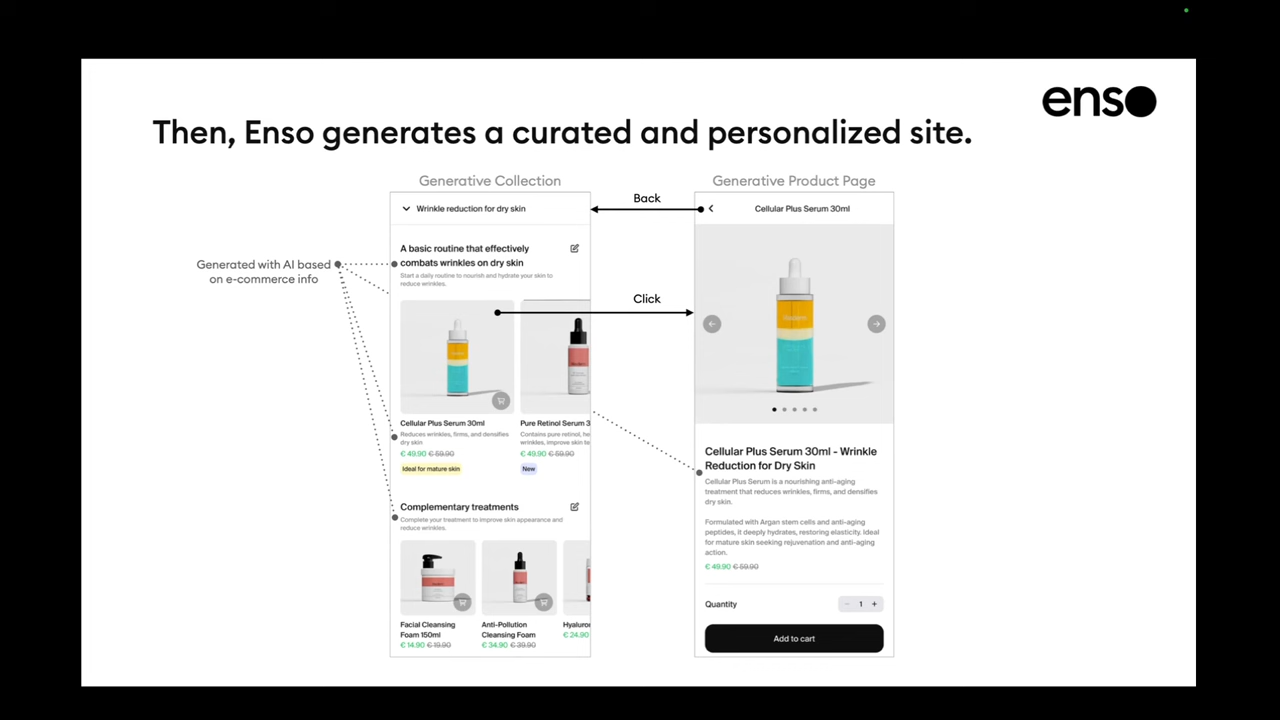 enso
Then, Enso generates a curated and personalized site.
Generative Collection
Wrinkle reduction for dry skin
A basic routine that effectively
combats wrinkles on dry skin
Start a daily routine to nourish and hydrate your skin to
reduce wrinkles.
Cellular Plus Serum 30ml
Reduces wrinkles, firms, and densifies
dry skin
€ 49.90 € 59.90
Ideal for mature skin
Pure Retinol Serum 3
Contains pure retinol, he
wrinkles, improve skin te
€ 49.90 € 59.90
New
Complementary treatments
Complete your treatment to improve skin appearance and
reduce wrinkles.
Facial Cleansing
Foam 150ml
€ 14.90 € 19.90
Anti-Pollution
Cleansing Foam
€ 34.90 € 39.90
Hyaluron
€ 24.90
Generated with AI based
on e-commerce info
Back
Click
Generative Product Page
Cellular Plus Serum 30ml
Cellular Plus Serum 30ml - Wrinkle
Reduction for Dry Skin
Cellular Plus Serum is a nourishing anti-aging
treatment that reduces wrinkles, firms, and densifies
dry skin.
Formulated with Argan stem cells and anti-aging
peptides, it deeply hydrates, restoring elasticity. Ideal
for mature skin seeking rejuvenation and anti-aging
action.
€ 49.90 € 59.90
Quantity
− 1 +
Add to cart